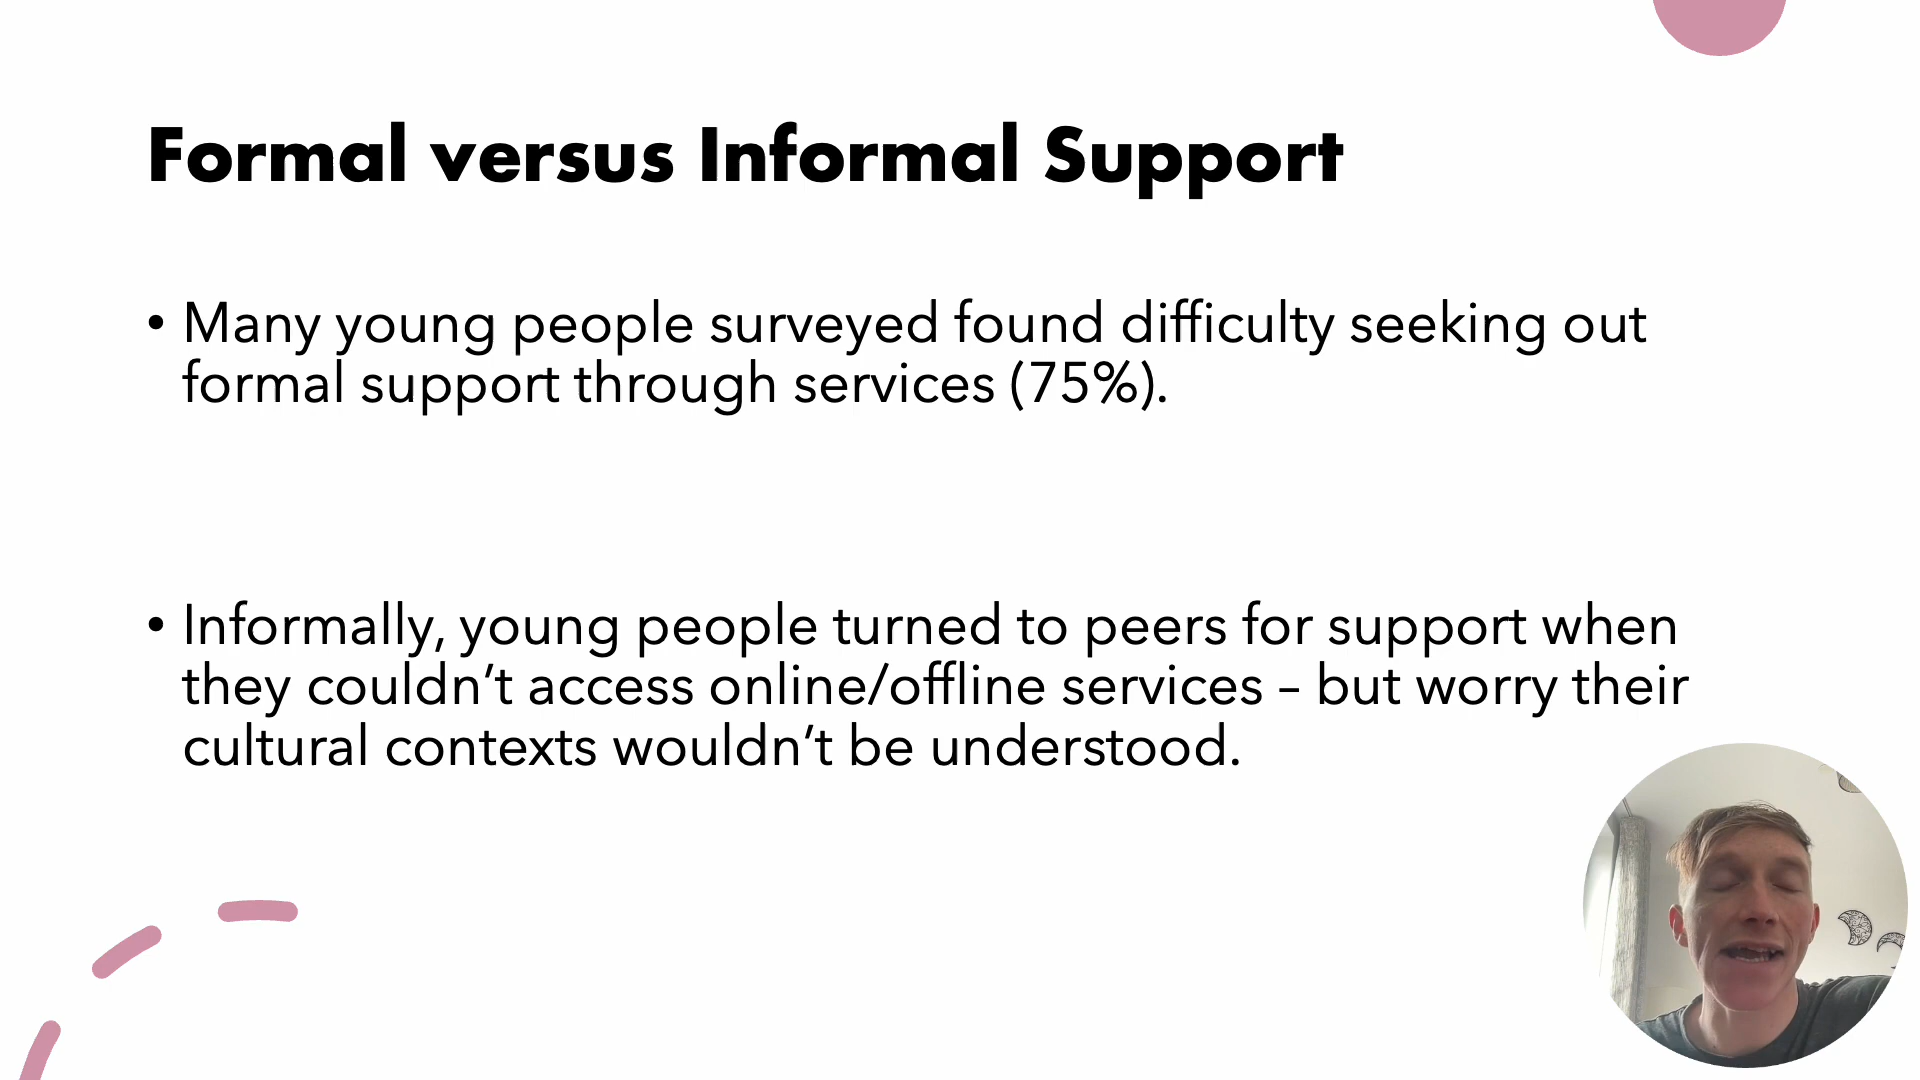 Formal versus Informal Support
• Many young people surveyed found difficulty seeking out
formal support through services (75%).
• Informally, young people turned to peers for support when
they couldn’t access online/offline services – but worry their
cultural contexts wouldn’t be understood.